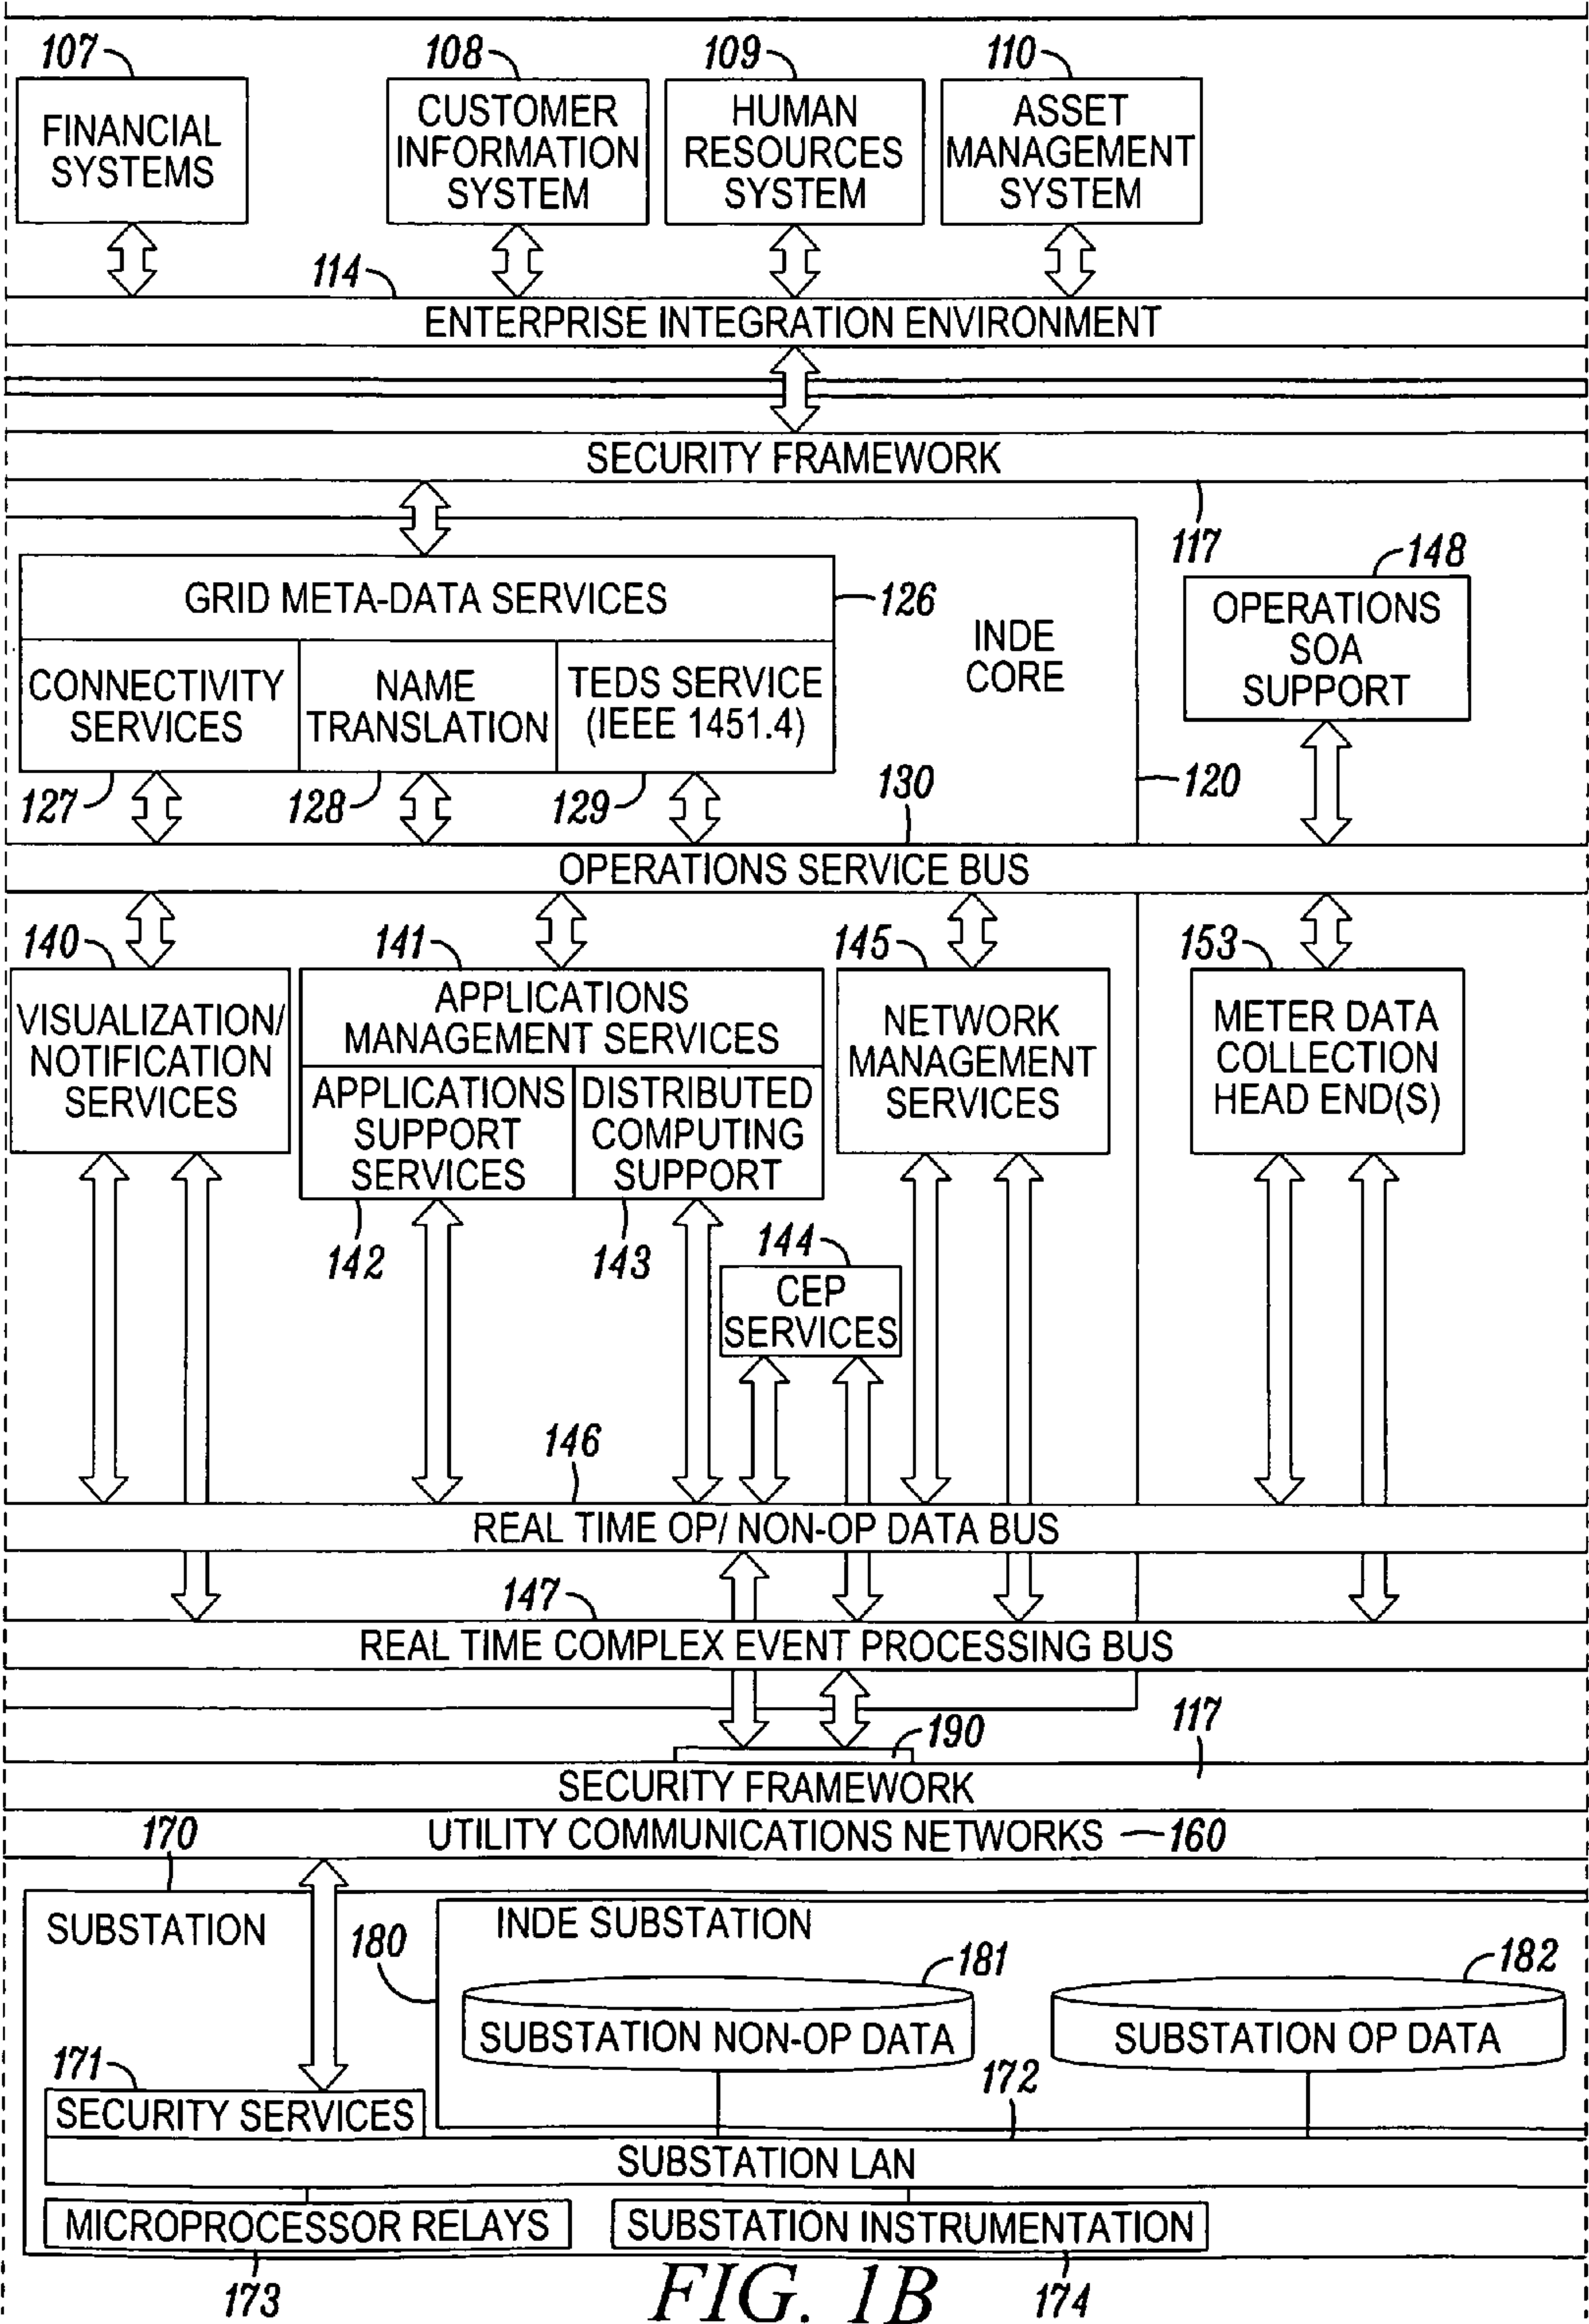 107
108
109
110
FINANCIAL
SYSTEMS
CUSTOMER
INFORMATION
SYSTEM
HUMAN
RESOURCES
SYSTEM
ASSET
MANAGEMENT
SYSTEM
114
ENTERPRISE INTEGRATION ENVIRONMENT
SECURITY FRAMEWORK
117
GRID META-DATA SERVICES
126
CONNECTIVITY
SERVICES
NAME
TRANSLATION
TEDS SERVICE
(IEEE 1451.4)
INDE
CORE
148
OPERATIONS
SOA
SUPPORT
127
128
129
130
120
OPERATIONS SERVICE BUS
140
141
145
153
VISUALIZATION/
NOTIFICATION
SERVICES
APPLICATIONS
MANAGEMENT SERVICES
APPLICATIONS
SUPPORT
SERVICES
DISTRIBUTED
COMPUTING
SUPPORT
NETWORK
MANAGEMENT
SERVICES
METER DATA
COLLECTION
HEAD END(S)
142
143
144
CEP
SERVICES
146
REAL TIME OP/ NON-OP DATA BUS
147
REAL TIME COMPLEX EVENT PROCESSING BUS
190
117
SECURITY FRAMEWORK
UTILITY COMMUNICATIONS NETWORKS 160
170
SUBSTATION
180
INDE SUBSTATION
181
182
SUBSTATION NON-OP DATA
SUBSTATION OP DATA
171
172
SECURITY SERVICES
SUBSTATION LAN
MICROPROCESSOR RELAYS
SUBSTATION INSTRUMENTATION
173
174
FIG. 1B